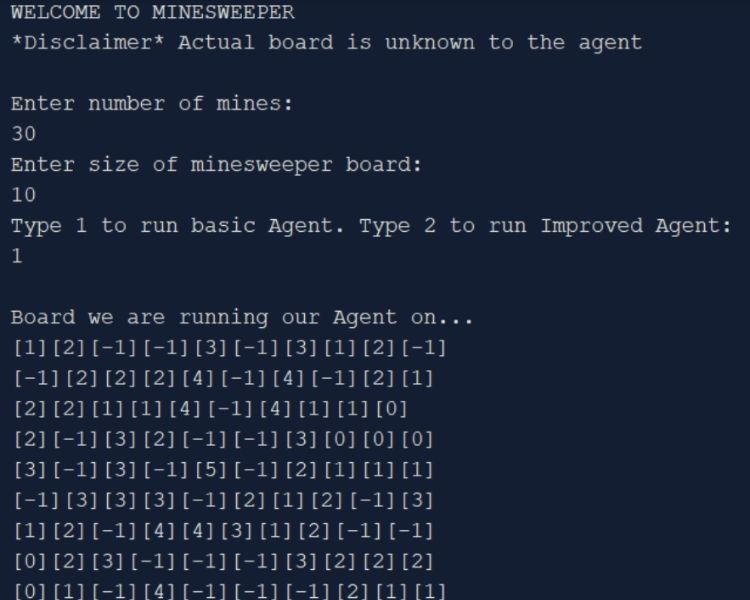 WELCOME TO MINESWEEPER
*Disclaimer* Actual board is unknown to the agent
Enter number of mines:
30
Enter size of minesweeper board:
10
Type 1 to run basic Agent. Type 2 to run Improved Agent:
1
Board we are running our Agent on...
[1][2][-1][-1][3][-1][3][1][2][-1]
[-1][2][2][2][4][-1][4][-1][2][1]
[2][2][1][1][4][-1][4][1][1][0]
[2][-1][3][2][-1][-1][3][0][0][0]
[3][-1][3][-1][5][-1][2][1][1][1]
[-1][3][3][3][-1][2][1][2][-1][3]
[1][2][-1][4][4][3][1][2][-1][-1]
[0][2][3][-1][-1][-1][3][2][2][2]
[0][1][-1][4][-1][-1][-1][2][1][1]